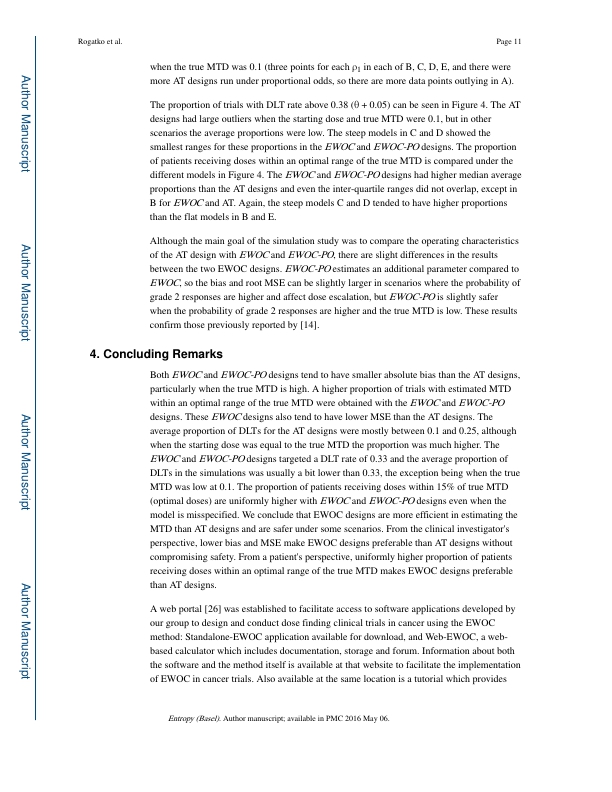 Rogatko et al.
Page 11
when the true MTD was 0.1 (three points for each ρ1 in each of B, C, D, E, and there were
more AT designs run under proportional odds, so there are more data points outlying in A).
The proportion of trials with DLT rate above 0.38 (θ + 0.05) can be seen in Figure 4. The AT
designs had large outliers when the starting dose and true MTD were 0.1, but in other
scenarios the average proportions were low. The steep models in C and D showed the
smallest ranges for these proportions in the EWOC and EWOC-PO designs. The proportion
of patients receiving doses within an optimal range of the true MTD is compared under the
different models in Figure 4. The EWOC and EWOC-PO designs had higher median average
proportions than the AT designs and even the inter-quartile ranges did not overlap, except in
B for EWOC and AT. Again, the steep models C and D tended to have higher proportions
than the flat models in B and E.
Although the main goal of the simulation study was to compare the operating characteristics
of the AT design with EWOC and EWOC-PO, there are slight differences in the results
between the two EWOC designs. EWOC-PO estimates an additional parameter compared to
EWOC, so the bias and root MSE can be slightly larger in scenarios where the probability of
grade 2 responses are higher and affect dose escalation, but EWOC-PO is slightly safer
when the probability of grade 2 responses are higher and the true MTD is low. These results
confirm those previously reported by [14].
4. Concluding Remarks
Both EWOC and EWOC-PO designs tend to have smaller absolute bias than the AT designs,
particularly when the true MTD is high. A higher proportion of trials with estimated MTD
within an optimal range of the true MTD were obtained with the EWOC and EWOC-PO
designs. These EWOC designs also tend to have lower MSE than the AT designs. The
average proportion of DLTs for the AT designs were mostly between 0.1 and 0.25, although
when the starting dose was equal to the true MTD the proportion was much higher. The
EWOC and EWOC-PO designs targeted a DLT rate of 0.33 and the average proportion of
DLTs in the simulations was usually a bit lower than 0.33, the exception being when the true
MTD was low at 0.1. The proportion of patients receiving doses within 15% of true MTD
(optimal doses) are uniformly higher with EWOC and EWOC-PO designs even when the
model is misspecified. We conclude that EWOC designs are more efficient in estimating the
MTD than AT designs and are safer under some scenarios. From the clinical investigator's
perspective, lower bias and MSE make EWOC designs preferable than AT designs without
compromising safety. From a patient's perspective, uniformly higher proportion of patients
receiving doses within an optimal range of the true MTD makes EWOC designs preferable
than AT designs.
A web portal [26] was established to facilitate access to software applications developed by
our group to design and conduct dose finding clinical trials in cancer using the EWOC
method: Standalone-EWOC application available for download, and Web-EWOC, a web-
based calculator which includes documentation, storage and forum. Information about both
the software and the method itself is available at that website to facilitate the implementation
of EWOC in cancer trials. Also available at the same location is a tutorial which provides
Entropy (Basel). Author manuscript; available in PMC 2016 May 06.
Author Manuscript
Author Manuscript
Author Manuscript
Author Manuscript